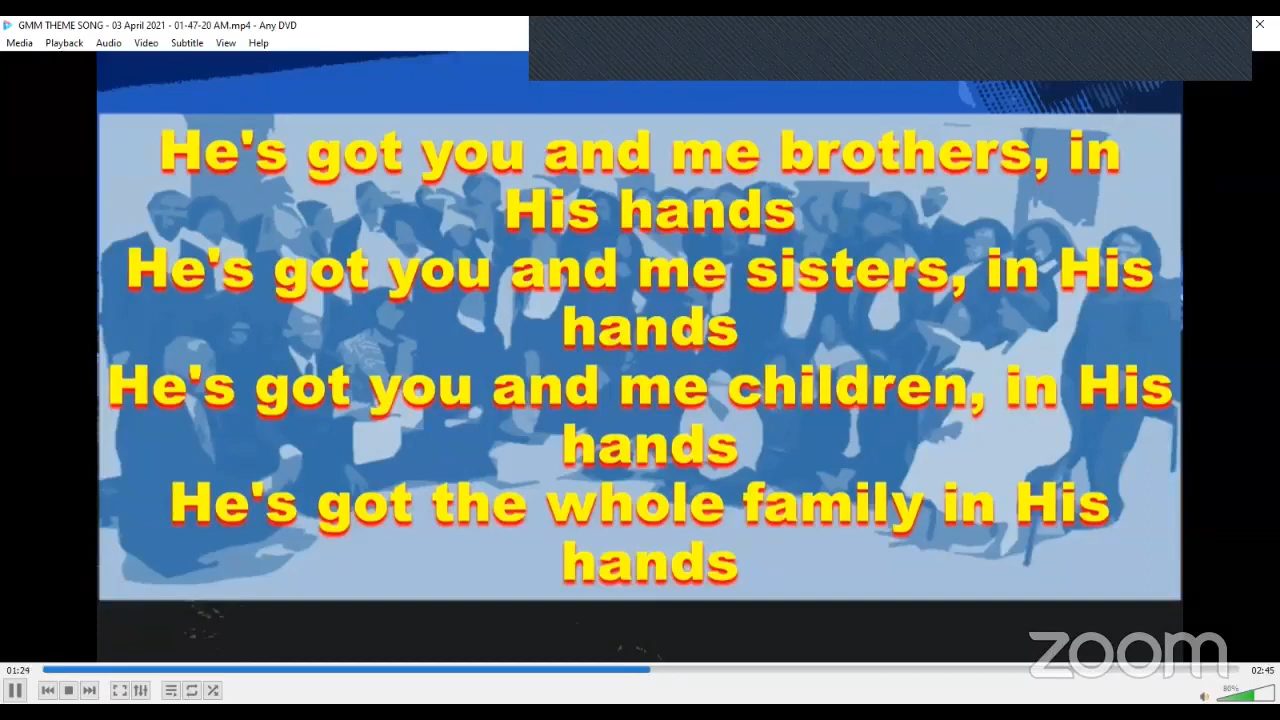 GMM THEME SONG - 03 April 2021 - 01-47-20 AM.mp4 - Any DVD
Media Playback Audio Video Subtitle View Help
He's got you and me brothers, in
His hands
He's got you and me sisters, in His
hands
He's got you and me children, in His
hands
He's got the whole family in His
hands
zoom
01:24 02:45
80%